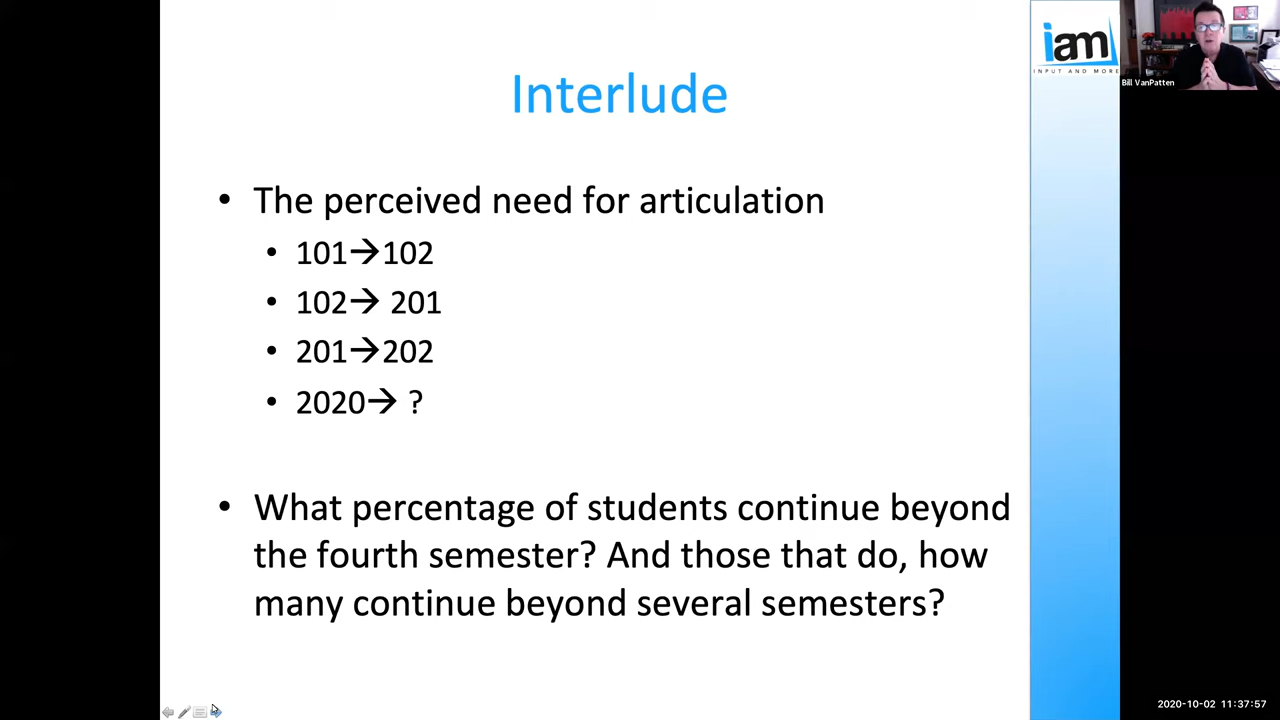 Interlude
• The perceived need for articulation
• 101→102
• 102→ 201
• 201→202
• 2020→ ?
• What percentage of students continue beyond
the fourth semester? And those that do, how
many continue beyond several semesters?
iam
INPUT AND MORE
Bill VanPatten
2020-10-02 11:37:57